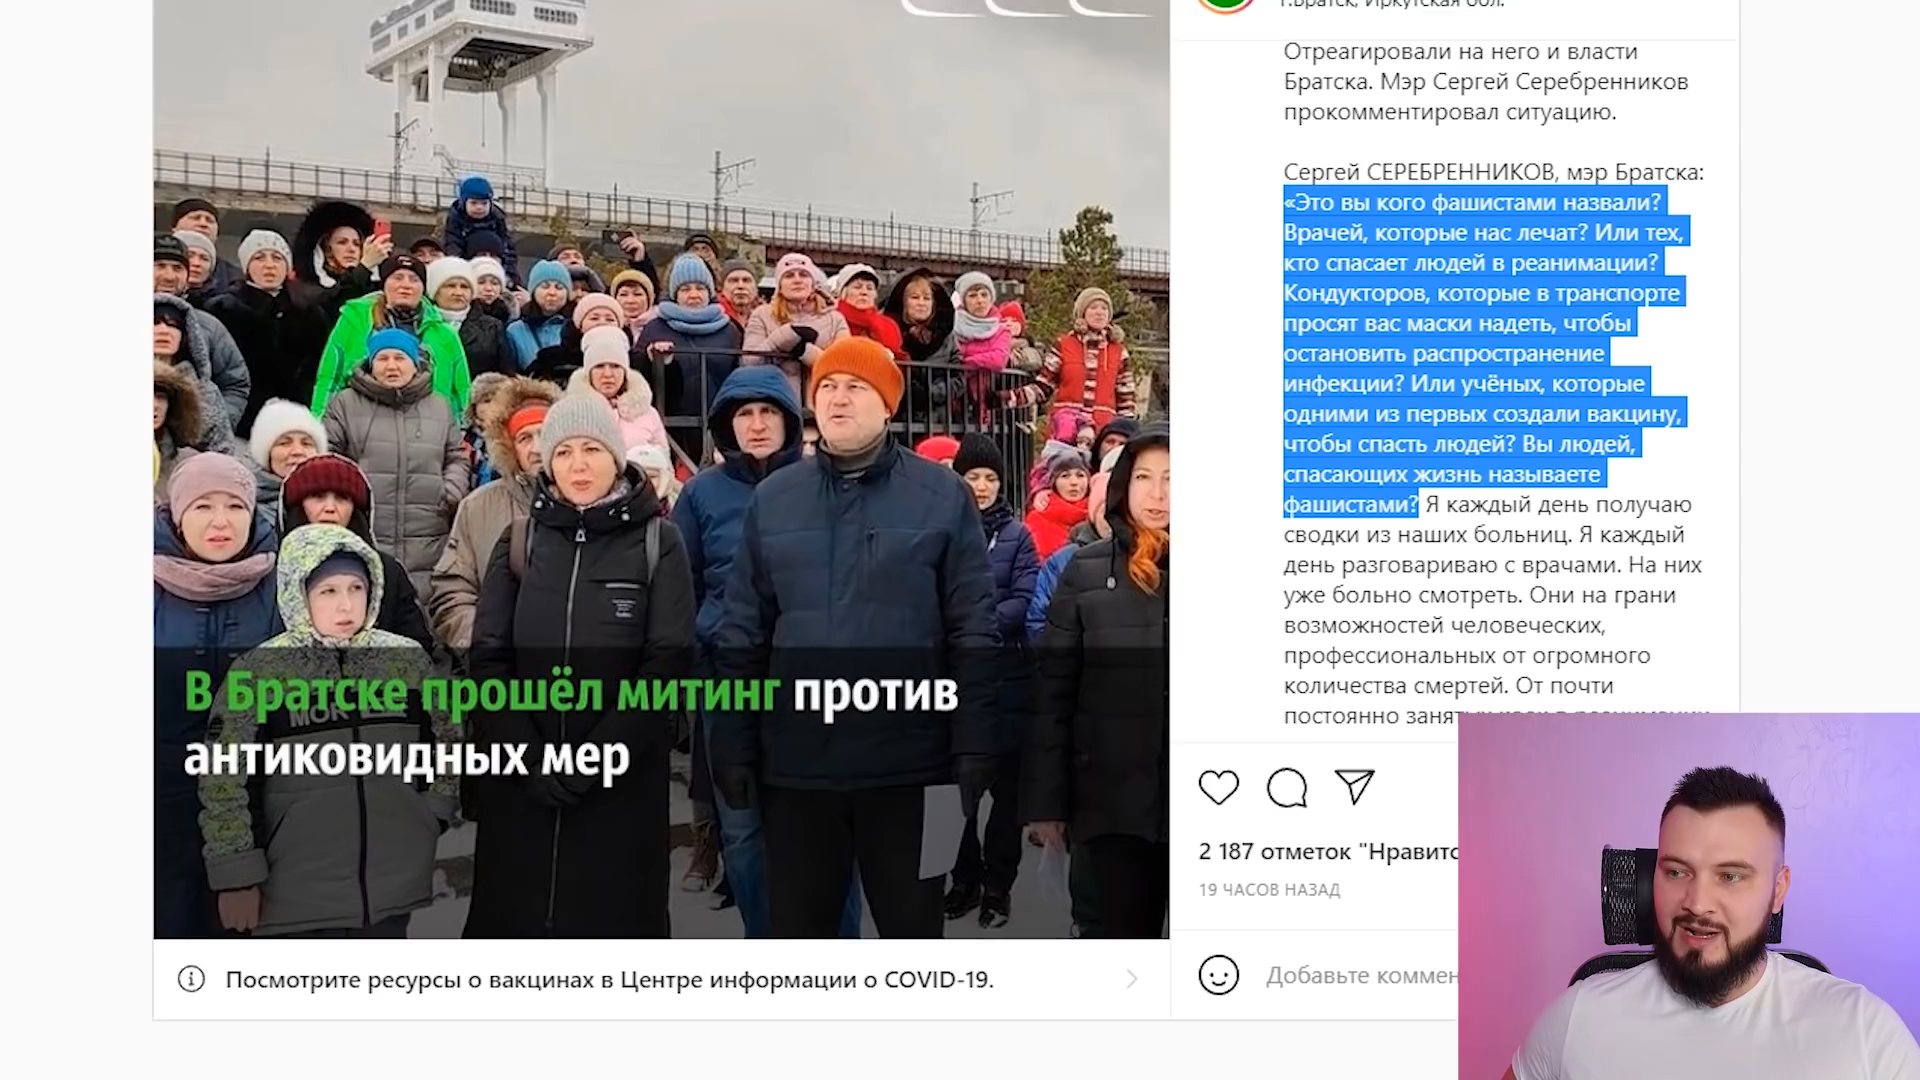 г.Братск, Иркутская обл.
Отреагировали на него и власти
Братска. Мэр Сергей Серебренников
прокомментировал ситуацию.
Сергей СЕРЕБРЕННИКОВ, мэр Братска:
«Это вы кого фашистами назвали?
Врачей, которые нас лечат? Или тех,
кто спасает людей в реанимации?
Кондукторов, которые в транспорте
просят вас маски надеть, чтобы
остановить распространение
инфекции? Или учёных, которые
одними из первых создали вакцину,
чтобы спасть людей? Вы людей,
спасающих жизнь называете
фашистами? Я каждый день получаю
сводки из наших больниц. Я каждый
день разговариваю с врачами. На них
уже больно смотреть. Они на грани
возможностей человеческих,
профессиональных от огромного
количества смертей. От почти
постоянно
В Братске прошёл митинг против
антиковидных мер
2 187 отметок "Нравитс
19 ЧАСОВ НАЗАД
Посмотрите ресурсы о вакцинах в Центре информации о COVID-19.
Добавьте коммен